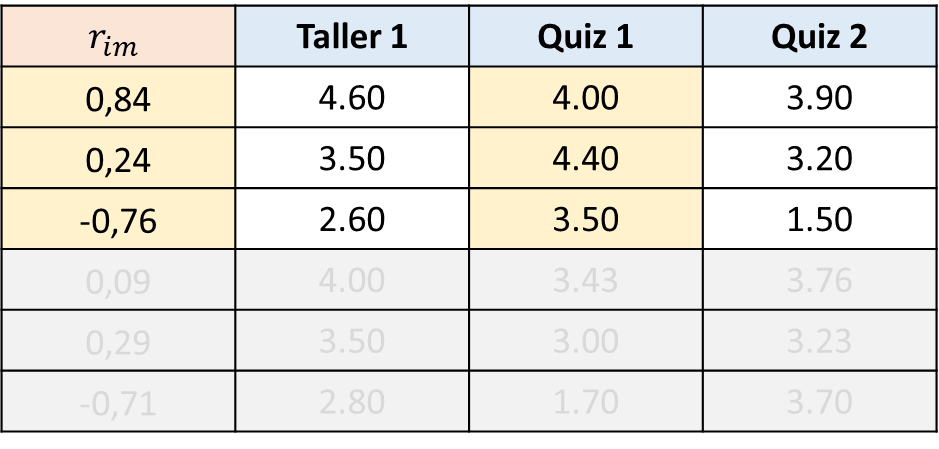 r_im Taller 1 Quiz 1 Quiz 2
0,84 4.60 4.00 3.90
0,24 3.50 4.40 3.20
-0,76 2.60 3.50 1.50
0,09 4.00 3.43 3.76
0,29 3.50 3.00 3.23
-0,71 2.80 1.70 3.70